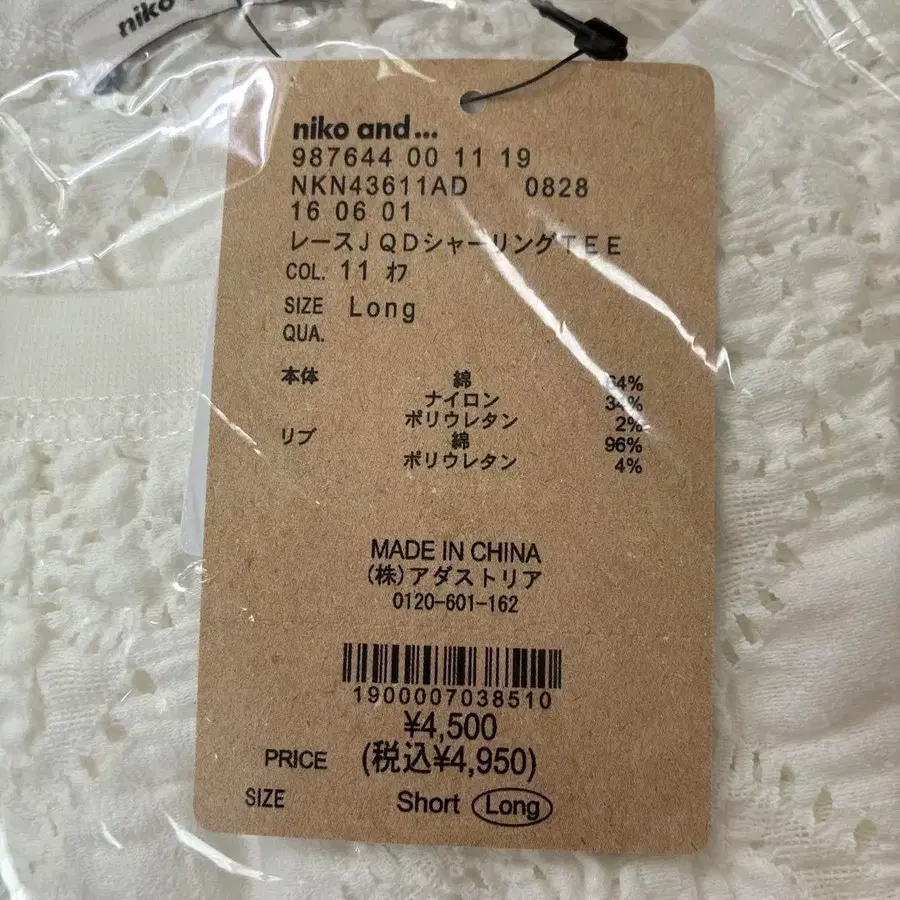 niko
niko and ...
987644 00 11 19
NKN43611AD 0828
16 06 01
レースJQDシャーリングTEE
COL. 11 ｵﾌ
SIZE Long
QUA.
本体 綿 64%
ナイロン 34%
ポリウレタン 2%
リブ 綿 96%
ポリウレタン 4%
MADE IN CHINA
(株)アダストリア
0120-601-162
1900007038510
¥4,500
PRICE (税込¥4,950)
SIZE Short Long